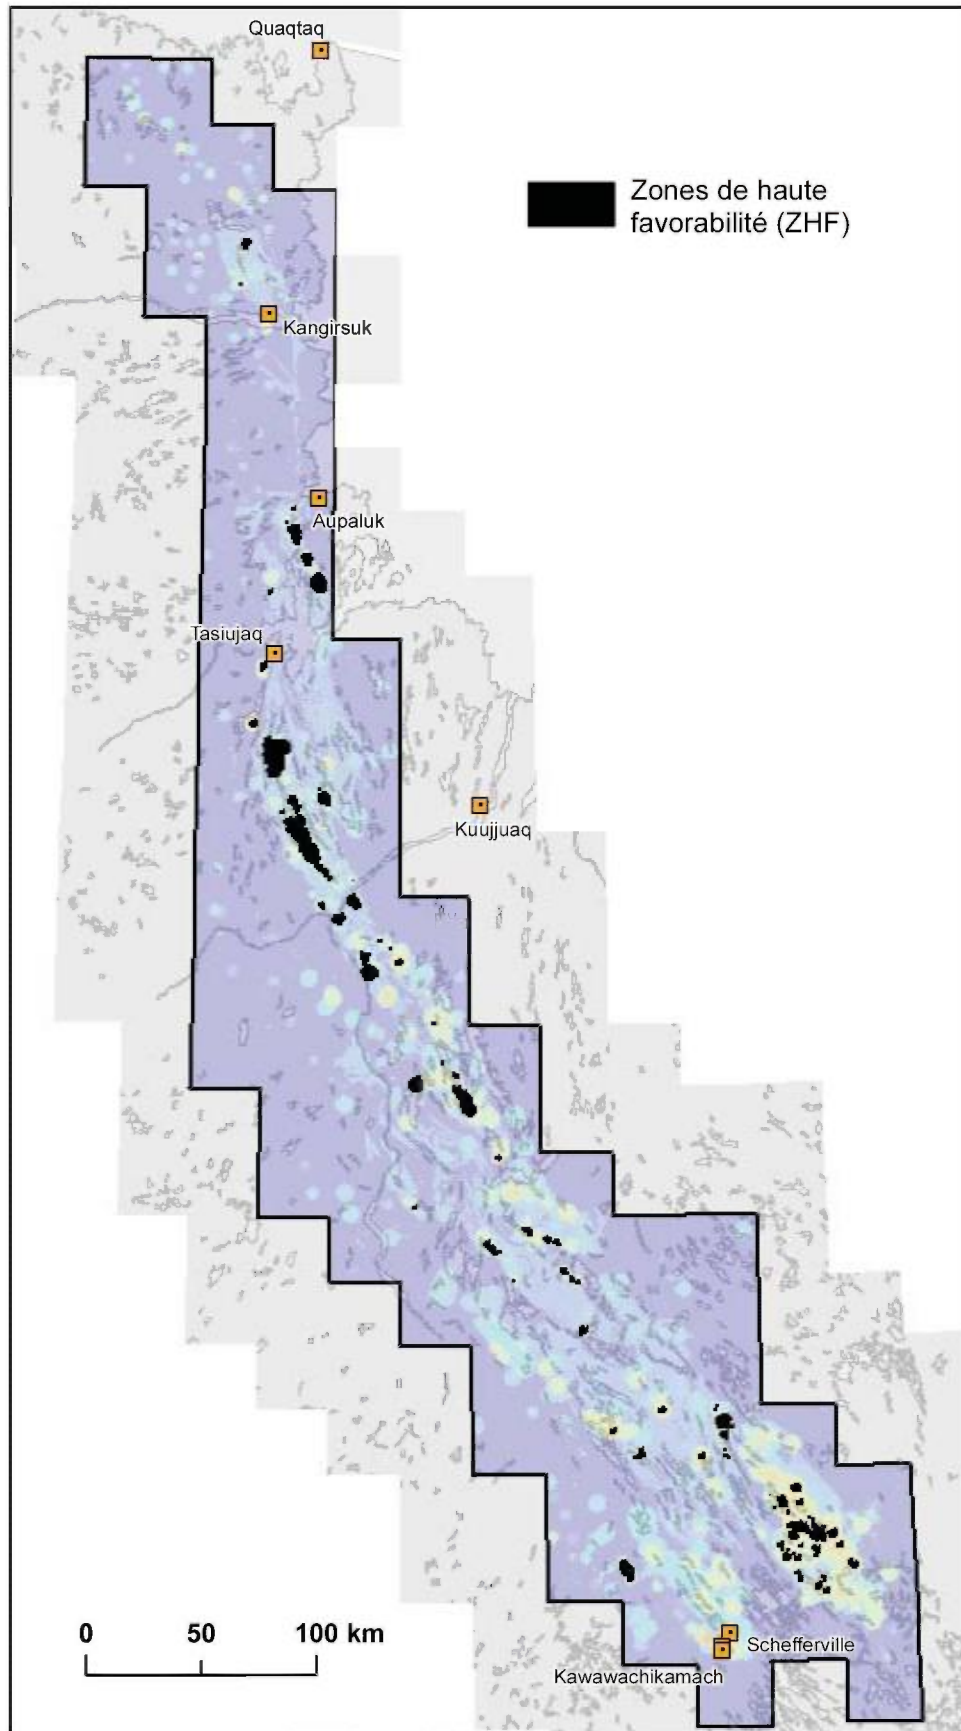 Quaqtaq
Zones de haute
favorabilité (ZHF)
Kangirsuk
Aupaluk
Tasiujaq
Kuujjuaq
0 50 100 km
Schefferville
Kawawachikamach